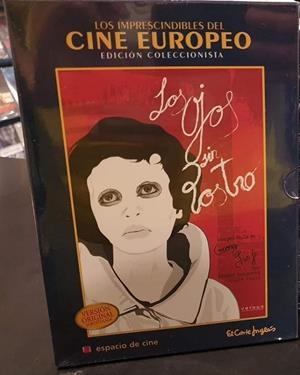 LOS IMPRESCINDIBLES DEL
CINE EUROPEO
EDICIÓN COLECCIONISTA
Los
ojos
sin
Rostro
VERSIÓN
ORIGINAL
versus
espacio de cine
El Corte Inglés